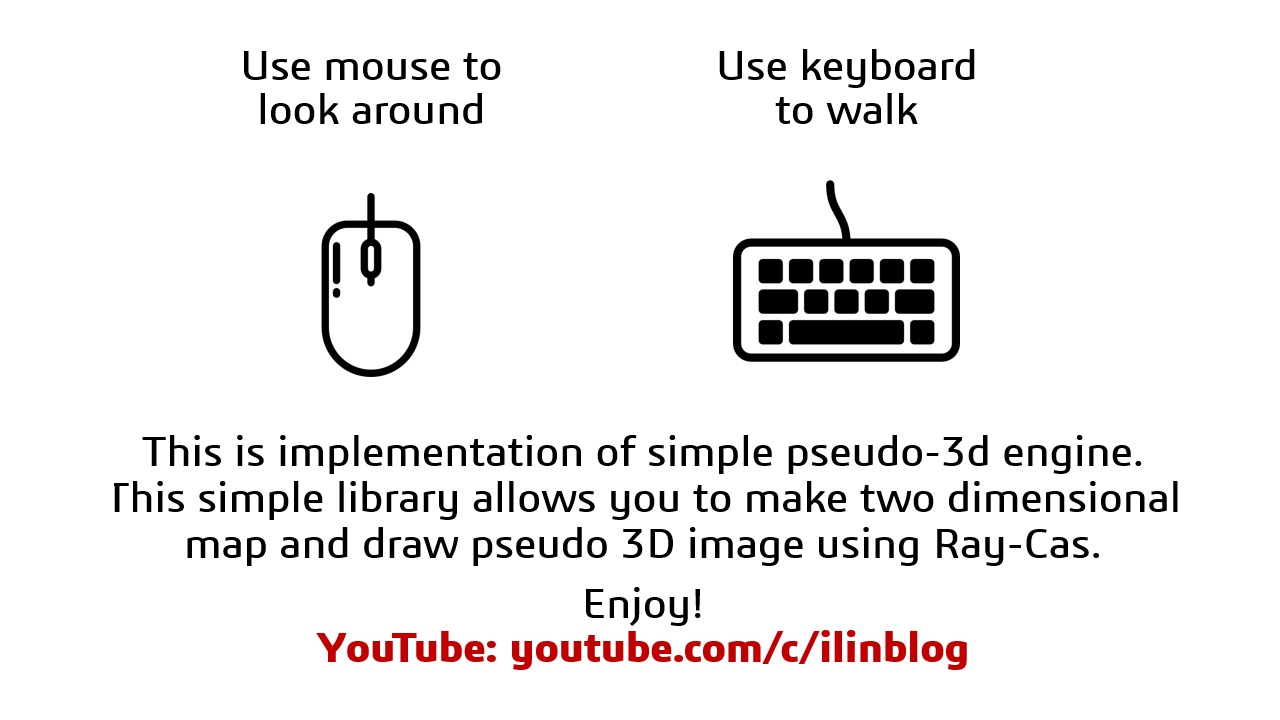 Use mouse to
look around
Use keyboard
to walk
This is implementation of simple pseudo-3d engine.
This simple library allows you to make two dimensional
map and draw pseudo 3D image using Ray-Cas.
Enjoy!
YouTube: youtube.com/c/ilinblog